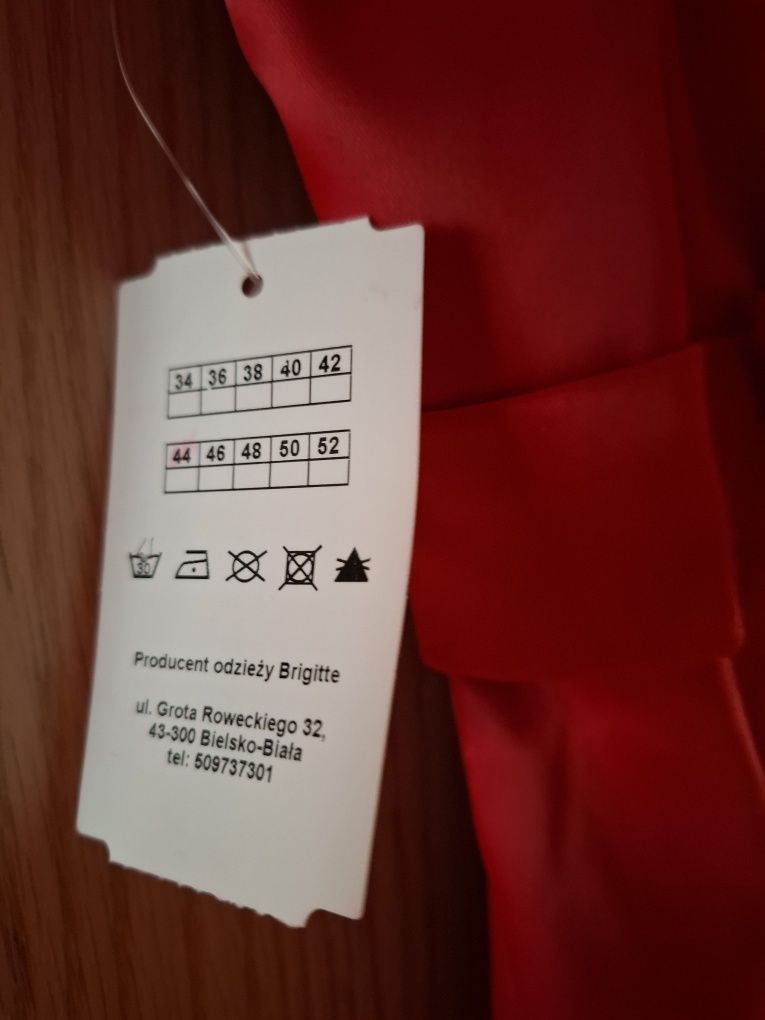 34 36 38 40 42
44 46 48 50 52
30
Producent odzieży Brigitte
ul. Grota Roweckiego 32,
43-300 Bielsko-Biała
tel: 509737301